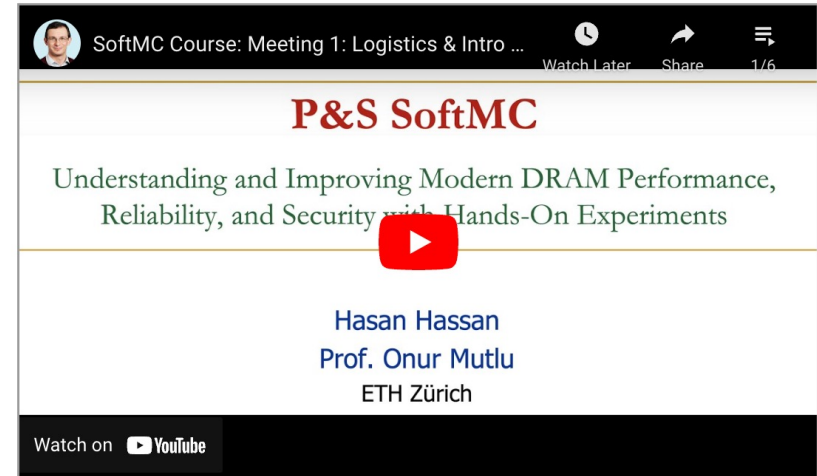 SoftMC Course: Meeting 1: Logistics & Intro ...
Watch Later
Share
1/6
P&S SoftMC
Understanding and Improving Modern DRAM Performance,
Reliability, and Security with Hands-On Experiments
Hasan Hassan
Prof. Onur Mutlu
ETH Zürich
Watch on YouTube